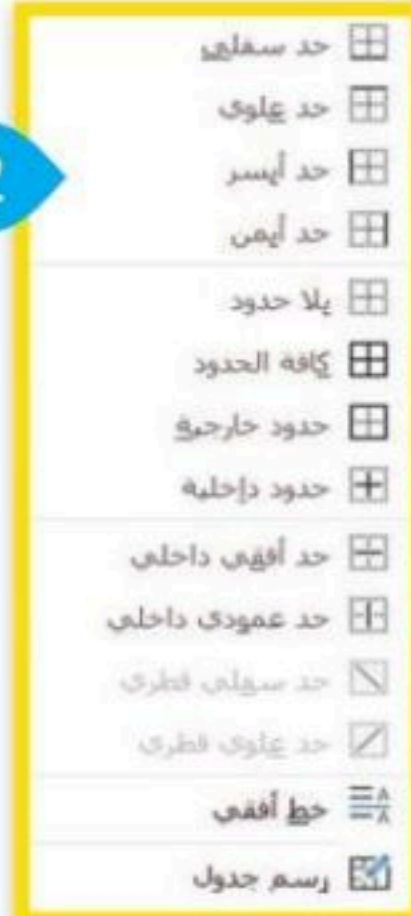 حد سفلي
حد علوي
حد أيسر
حد أيمن
بلا حدود
كافة الحدود
حدود خارجية
حدود داخلية
حد أفقي داخلي
حد عمودي داخلي
حد سفلي قطري
حد علوي قطري
خط أفقي
رسم جدول